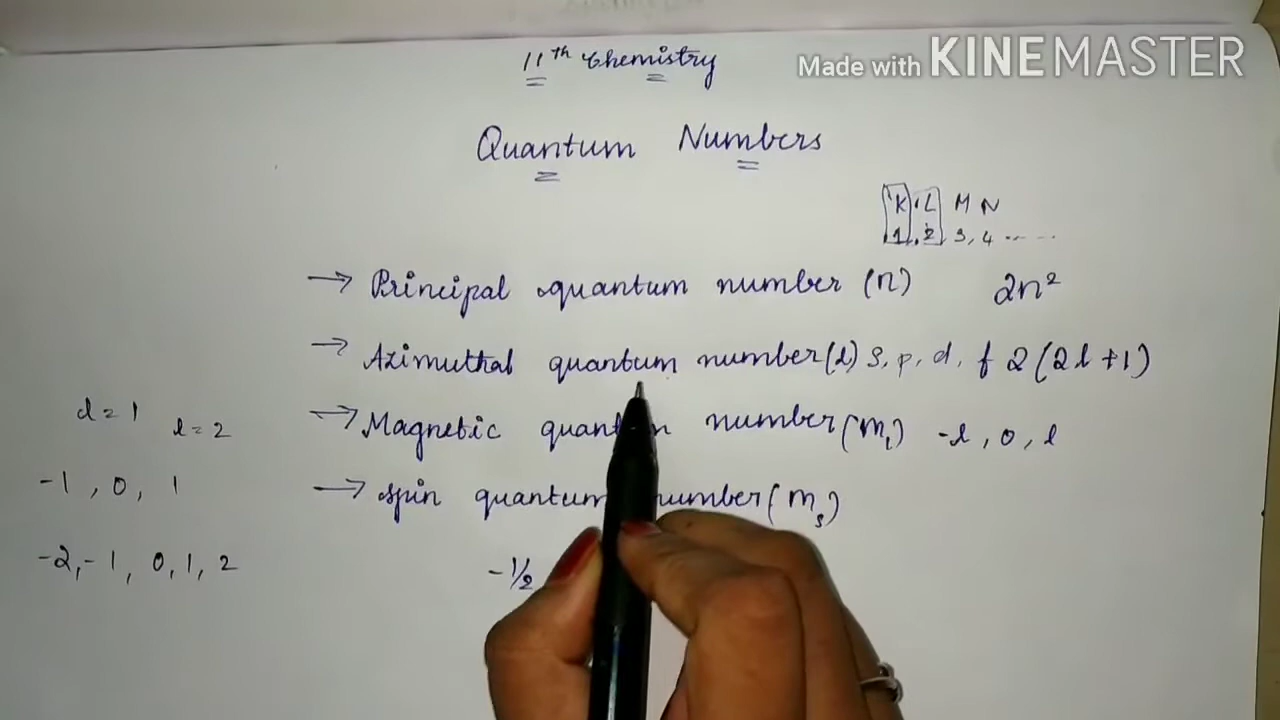 Made with KINEMASTER
11th Chemistry
Quantum Numbers
K, L M N
1, 2 3, 4 ......
→ Principal quantum number (n) 2n²
→ Azimuthal quantum number (l) s, p, d, f 2(2l+1)
→ Magnetic number (ml) -l, 0, l
→ Spin quantum number (ms)
-1/2
l=1 l=2
-1, 0, 1
-2, -1, 0, 1, 2